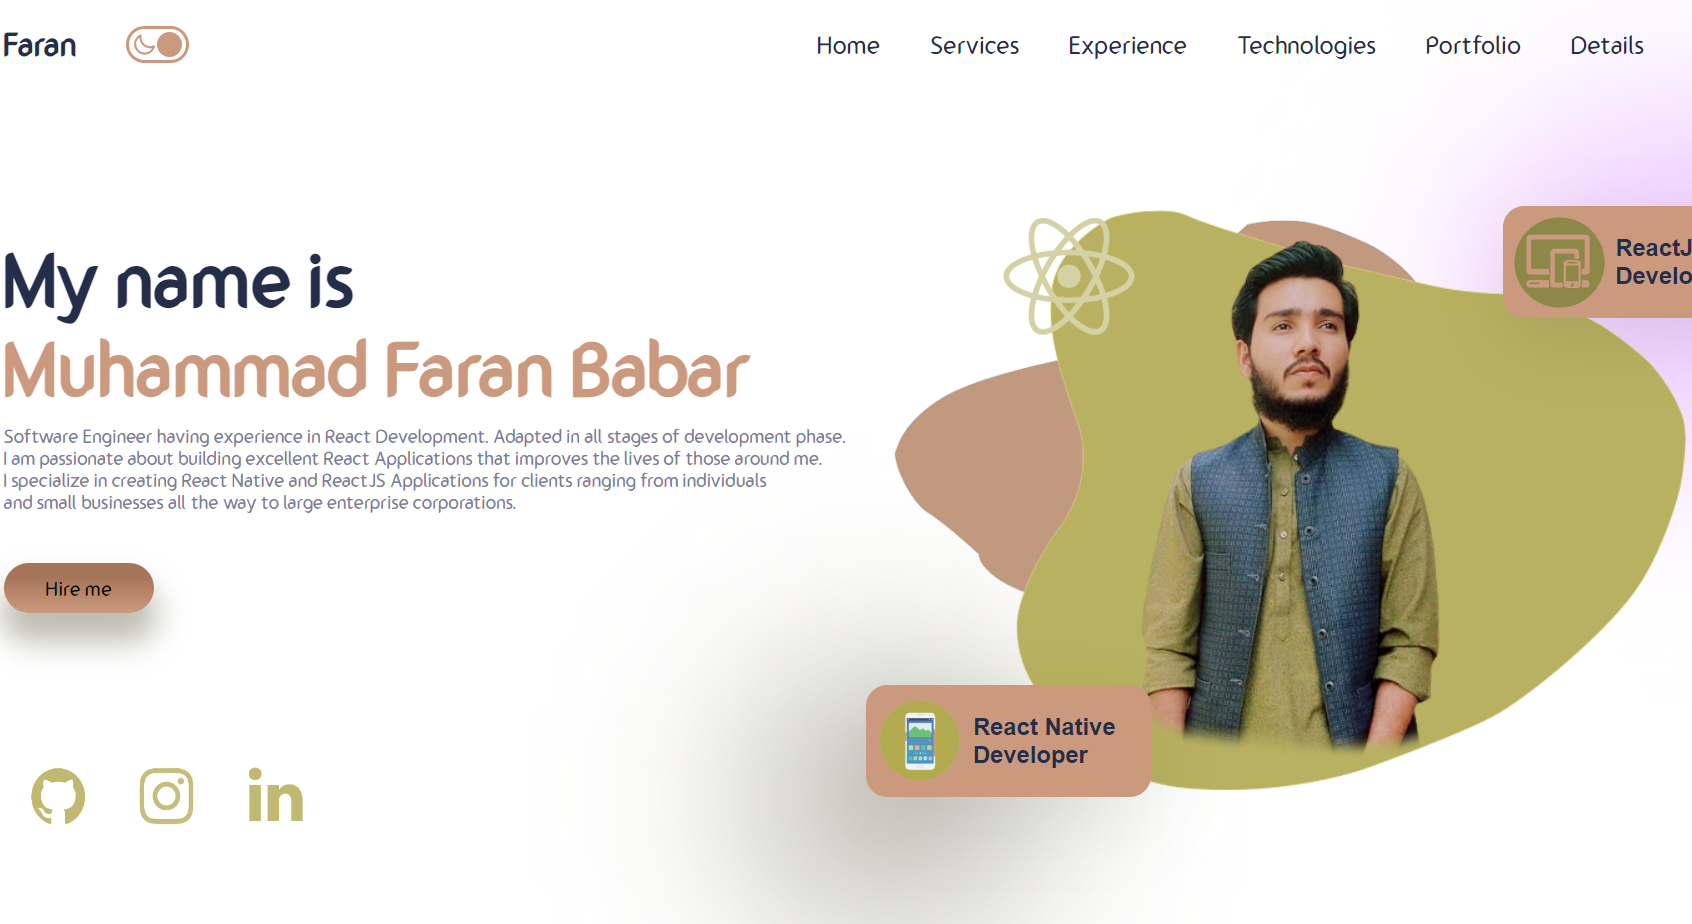 Faran
Home Services Experience Technologies Portfolio Details
My name is
Muhammad Faran Babar
Software Engineer having experience in React Development. Adapted in all stages of development phase.
I am passionate about building excellent React Applications that improves the lives of those around me.
I specialize in creating React Native and ReactJS Applications for clients ranging from individuals
and small businesses all the way to large enterprise corporations.
Hire me
in
ReactJ
Develo
React Native
Developer